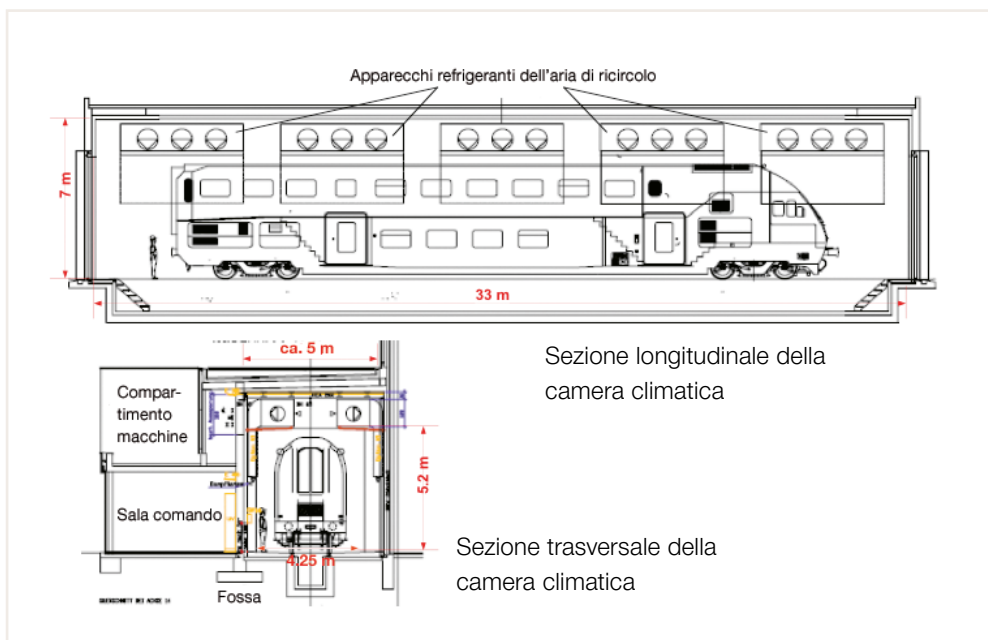 Apparecchi refrigeranti dell'aria di ricircolo
7 m
33 m
ca. 5 m
Sezione longitudinale della
camera climatica
Compar-
timento
macchine
5.2 m
Sala comando
4.25 m
Sezione trasversale della
camera climatica
Fossa